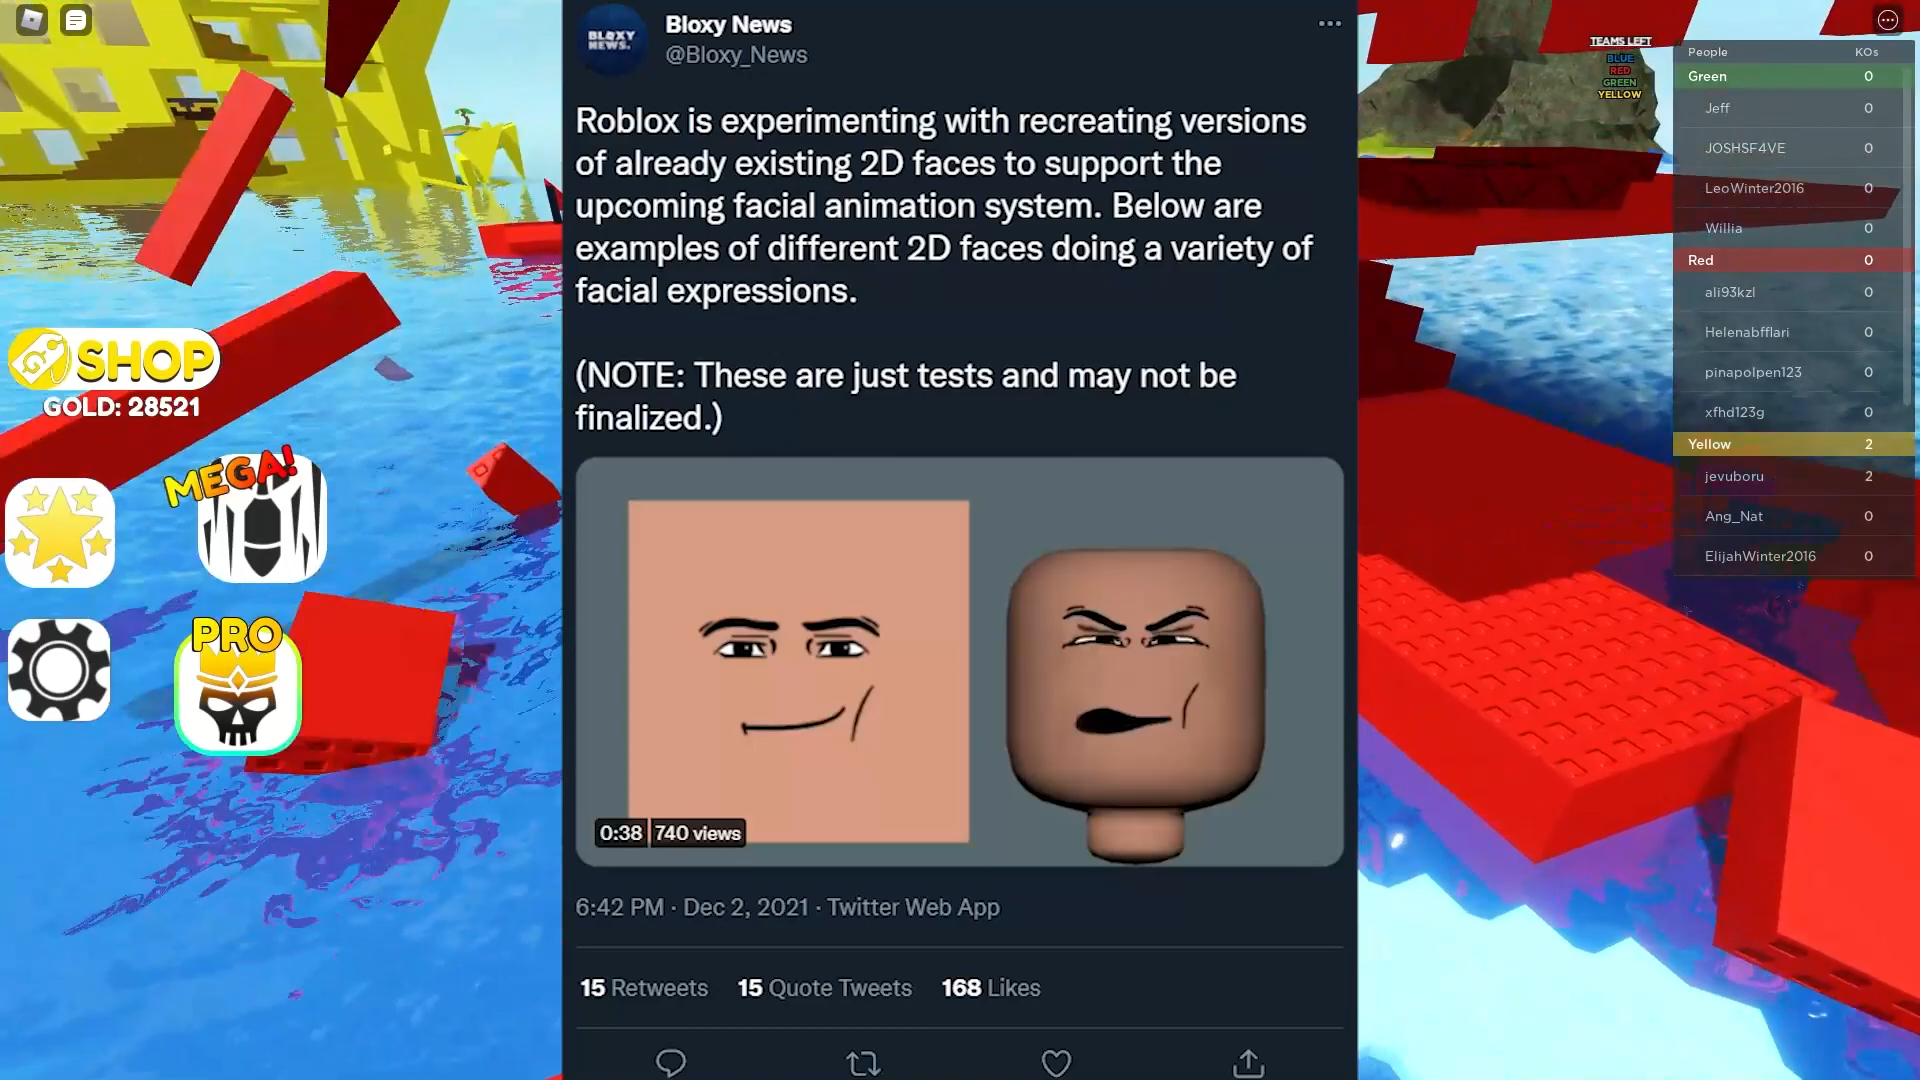 Bloxy News
@Bloxy_News
BLOXY
NEWS.
Roblox is experimenting with recreating versions
of already existing 2D faces to support the
upcoming facial animation system. Below are
examples of different 2D faces doing a variety of
facial expressions.
(NOTE: These are just tests and may not be
finalized.)
0:38 740 views
6:42 PM · Dec 2, 2021 · Twitter Web App
15 Retweets 15 Quote Tweets 168 Likes
SHOP
GOLD: 28521
MEGA!
PRO
TEAMS LEFT
BLUE
RED
GREEN
YELLOW
People KOs
Green 0
Jeff 0
JOSHSF4VE 0
LeoWinter2016 0
Willia 0
Red 0
ali93kzl 0
Helenabfflari 0
pinapolpen123 0
xfhd123g 0
Yellow 2
jevuboru 2
Ang_Nat 0
ElijahWinter2016 0